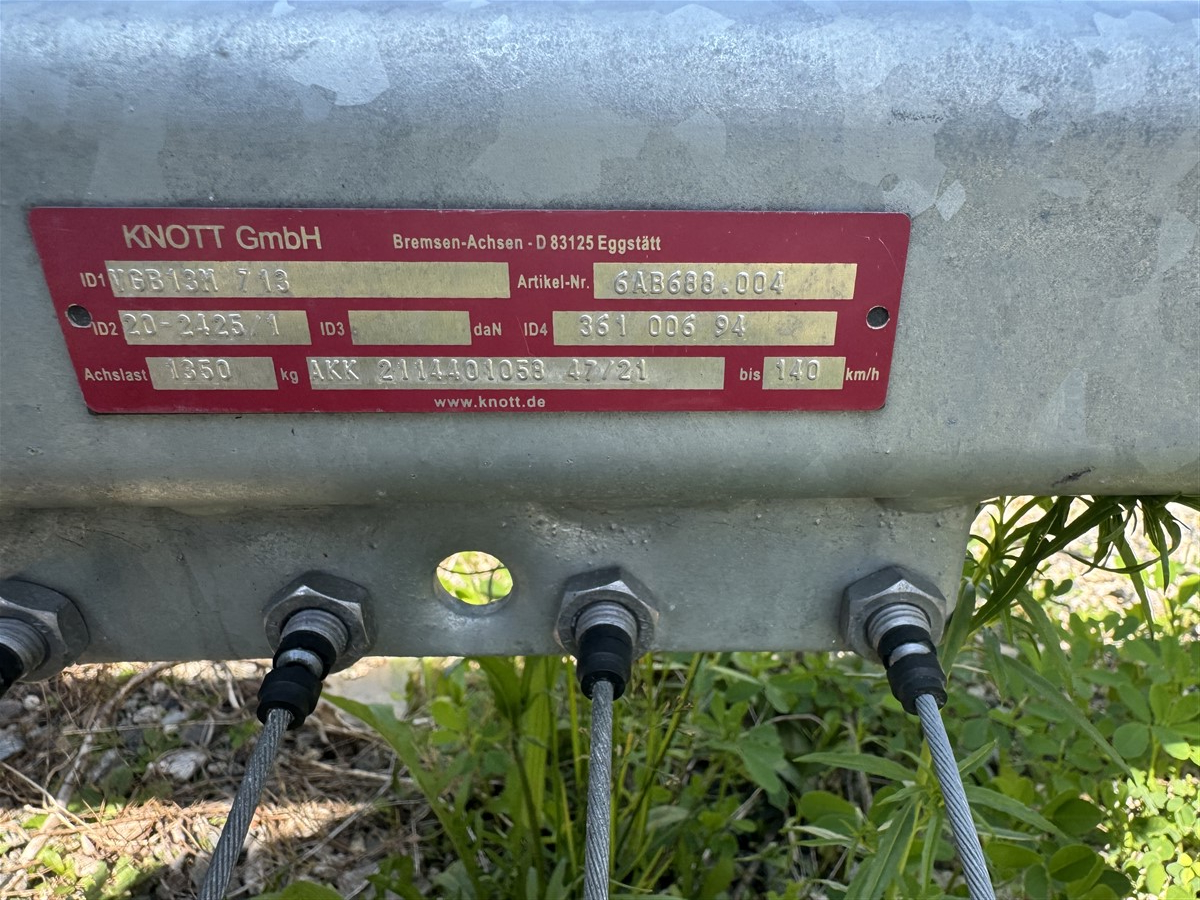 KNOTT GmbH Bremsen-Achsen - D 83125 Eggstätt
ID1 VGB13M 713 Artikel-Nr. 6AB688.004
ID2 20-2425/1 ID3 . daN ID4 361 006 94
Achslast 1350 kg AKK 2114401058 47/21 bis 140 km/h
www.knott.de